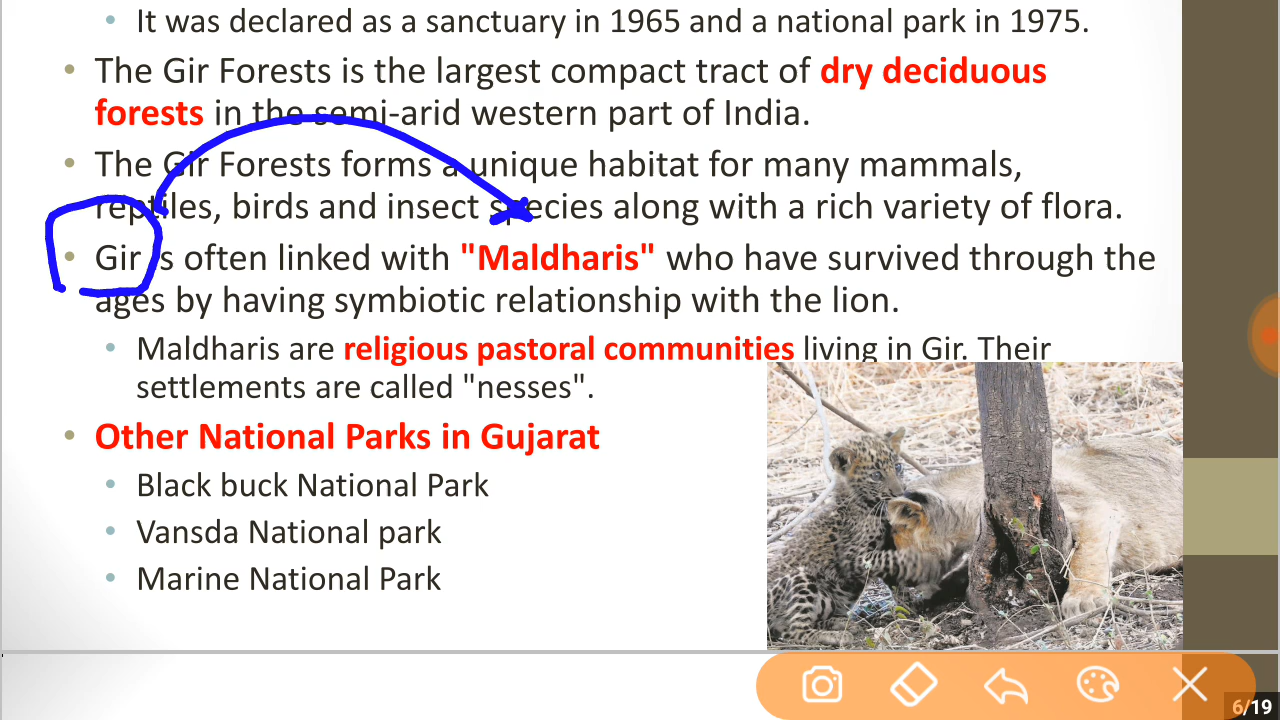 • It was declared as a sanctuary in 1965 and a national park in 1975.
• The Gir Forests is the largest compact tract of dry deciduous
forests in the semi-arid western part of India.
• The Gir Forests forms a unique habitat for many mammals,
reptiles, birds and insect species along with a rich variety of flora.
• Gir is often linked with "Maldharis" who have survived through the
ages by having symbiotic relationship with the lion.
• Maldharis are religious pastoral communities living in Gir. Their
settlements are called "nesses".
• Other National Parks in Gujarat
• Black buck National Park
• Vansda National park
• Marine National Park
6/19